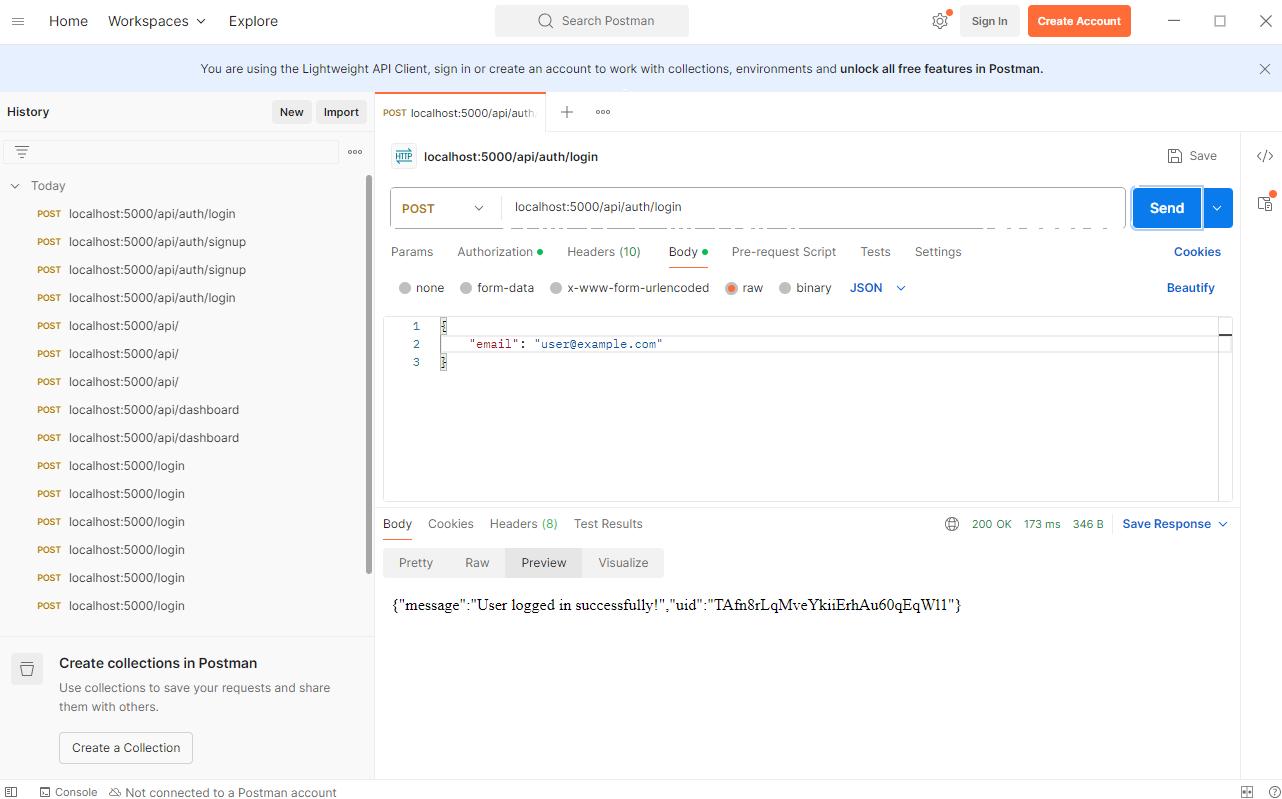 Home Workspaces Explore Search Postman Sign In Create Account
You are using the Lightweight API Client, sign in or create an account to work with collections, environments and unlock all free features in Postman.
History New Import
POST localhost:5000/api/auth
Today
POST localhost:5000/api/auth/login
POST localhost:5000/api/auth/signup
POST localhost:5000/api/auth/signup
POST localhost:5000/api/auth/login
POST localhost:5000/api/
POST localhost:5000/api/
POST localhost:5000/api/
POST localhost:5000/api/dashboard
POST localhost:5000/api/dashboard
POST localhost:5000/login
POST localhost:5000/login
POST localhost:5000/login
POST localhost:5000/login
POST localhost:5000/login
POST localhost:5000/login
Create collections in Postman
Use collections to save your requests and share
them with others.
Create a Collection
HTTP localhost:5000/api/auth/login Save </>
POST localhost:5000/api/auth/login Send
Params Authorization Headers (10) Body Pre-request Script Tests Settings Cookies
none form-data x-www-form-urlencoded raw binary JSON Beautify
1 {
2 "email": "user@example.com"
3 }
Body Cookies Headers (8) Test Results 200 OK 173 ms 346 B Save Response
Pretty Raw Preview Visualize
{"message":"User logged in successfully!","uid":"TAfn8rLqMveYkiiErhAu60qEqWl1"}
Console Not connected to a Postman account